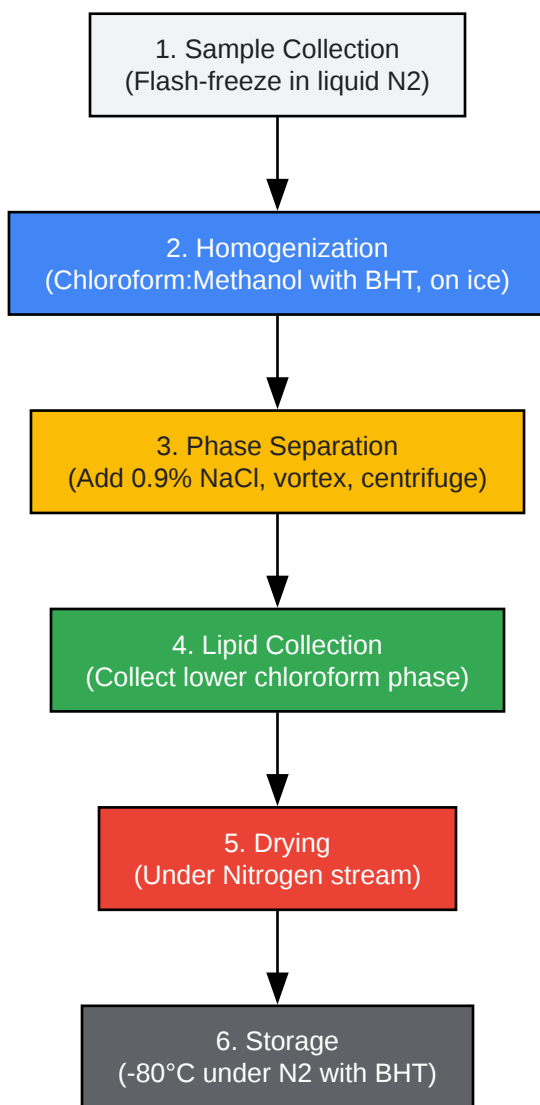 1. Sample Collection
(Flash-freeze in liquid N2)
2. Homogenization
(Chloroform:Methanol with BHT, on ice)
3. Phase Separation
(Add 0.9% NaCl, vortex, centrifuge)
4. Lipid Collection
(Collect lower chloroform phase)
5. Drying
(Under Nitrogen stream)
6. Storage
(-80°C under N2 with BHT)